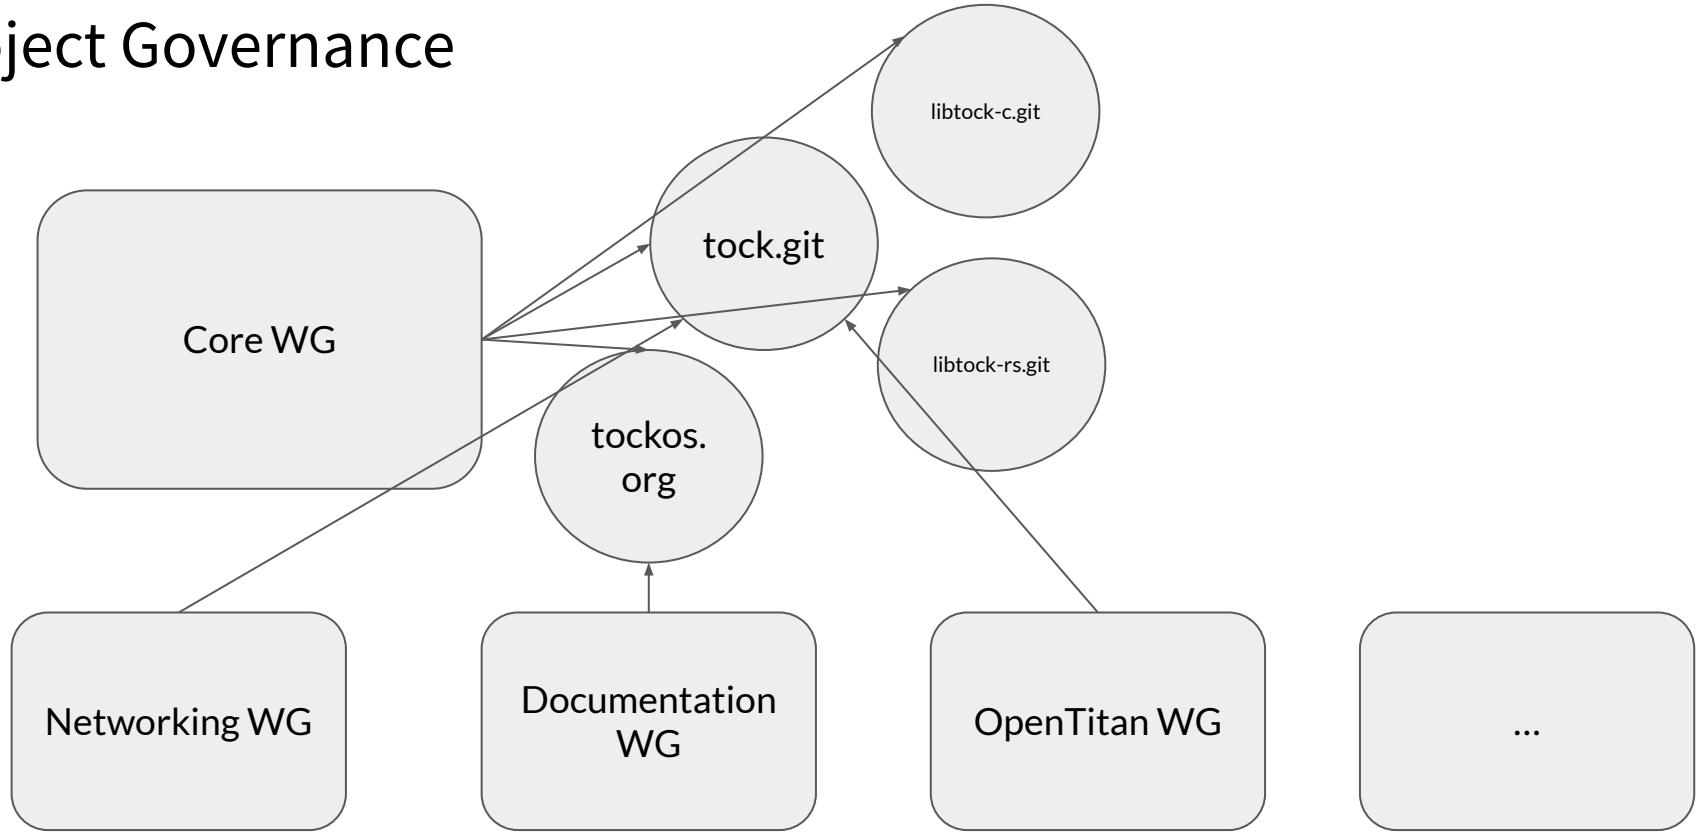 ject Governance
libtock-c.git
tock.git
Core WG
libtock-rs.git
tockos.
org
Networking WG
Documentation
WG
OpenTitan WG
...